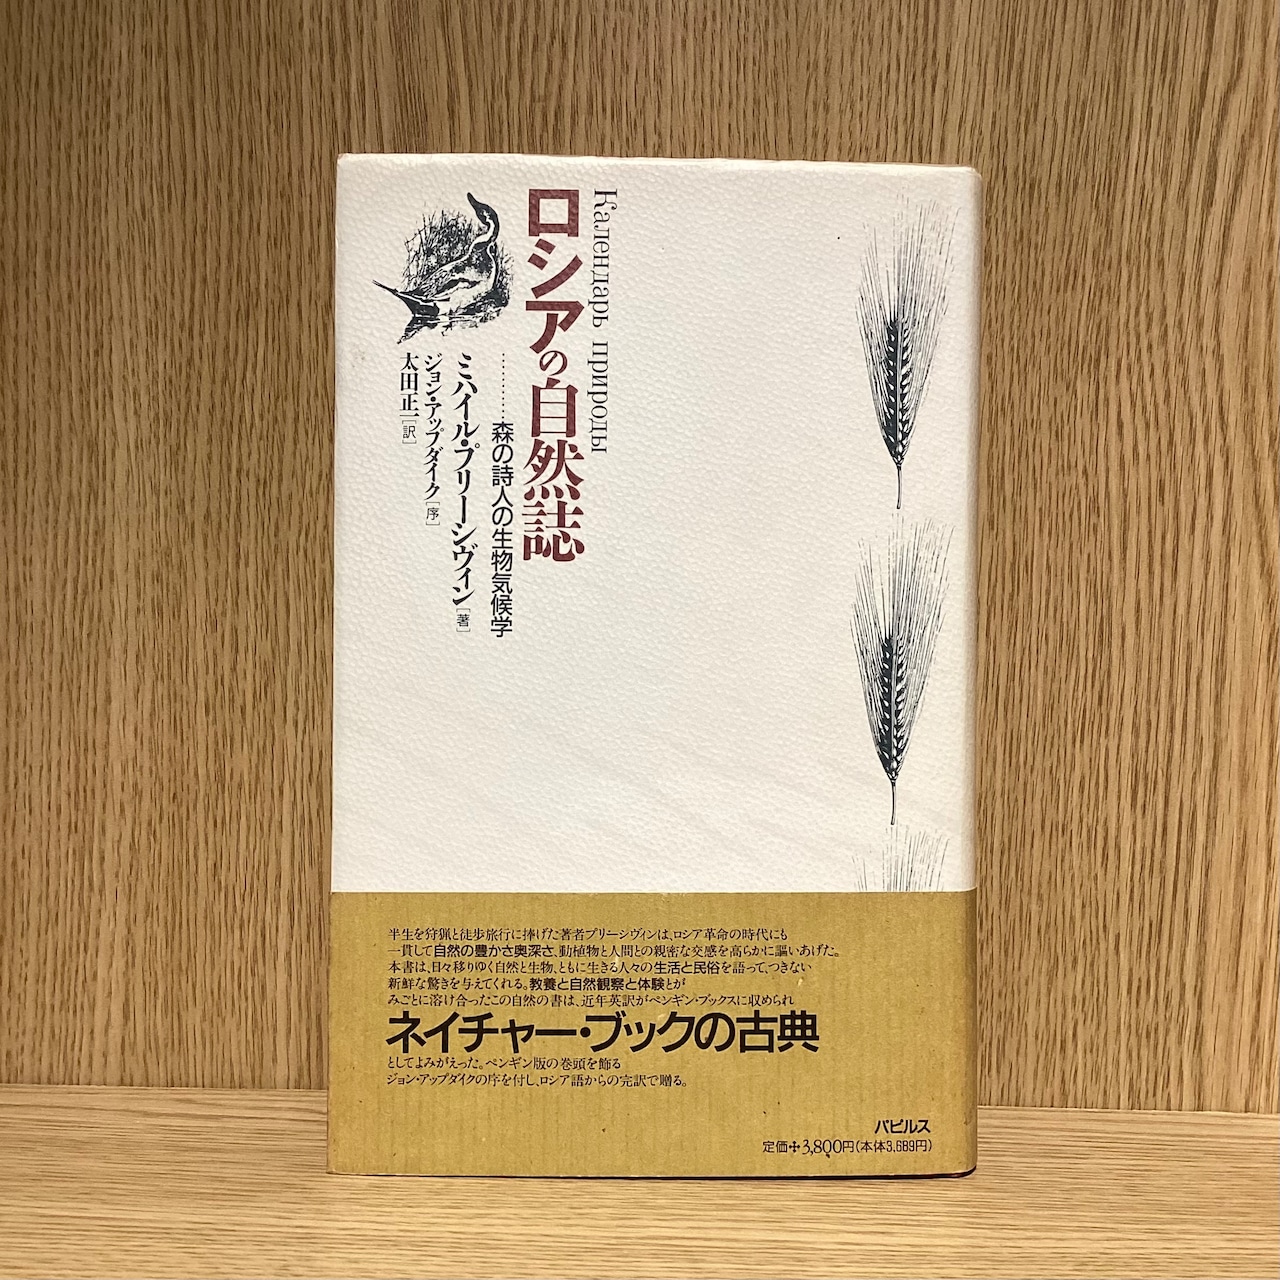 Календарь природы
ロシアの自然誌
…………森の詩人の生物気候学
ミハイル・プリーシヴィン[著]
ジョン・アップダイク[序]
太田正一[訳]
半生を狩猟と徒歩旅行に捧げた著者プリーシヴィンは、ロシア革命の時代にも
一貫して自然の豊かさ奥深さ、動植物と人間との親密な交感を高らかに謳いあげた。
本書は、日々移りゆく自然と生物、ともに生きる人々の生活と民俗を語って、つきない
新鮮な驚きを与えてくれる。教養と自然観察と体験とが
みごとに溶け合ったこの自然の書は、近年英訳がペンギン・ブックスに収められ
ネイチャー・ブックの古典
としてよみがえった。ペンギン版の巻頭を飾る
ジョン・アップダイクの序を付し、ロシア語からの完訳で贈る。
パピルス
定価✢3,800円(本体3,689円)